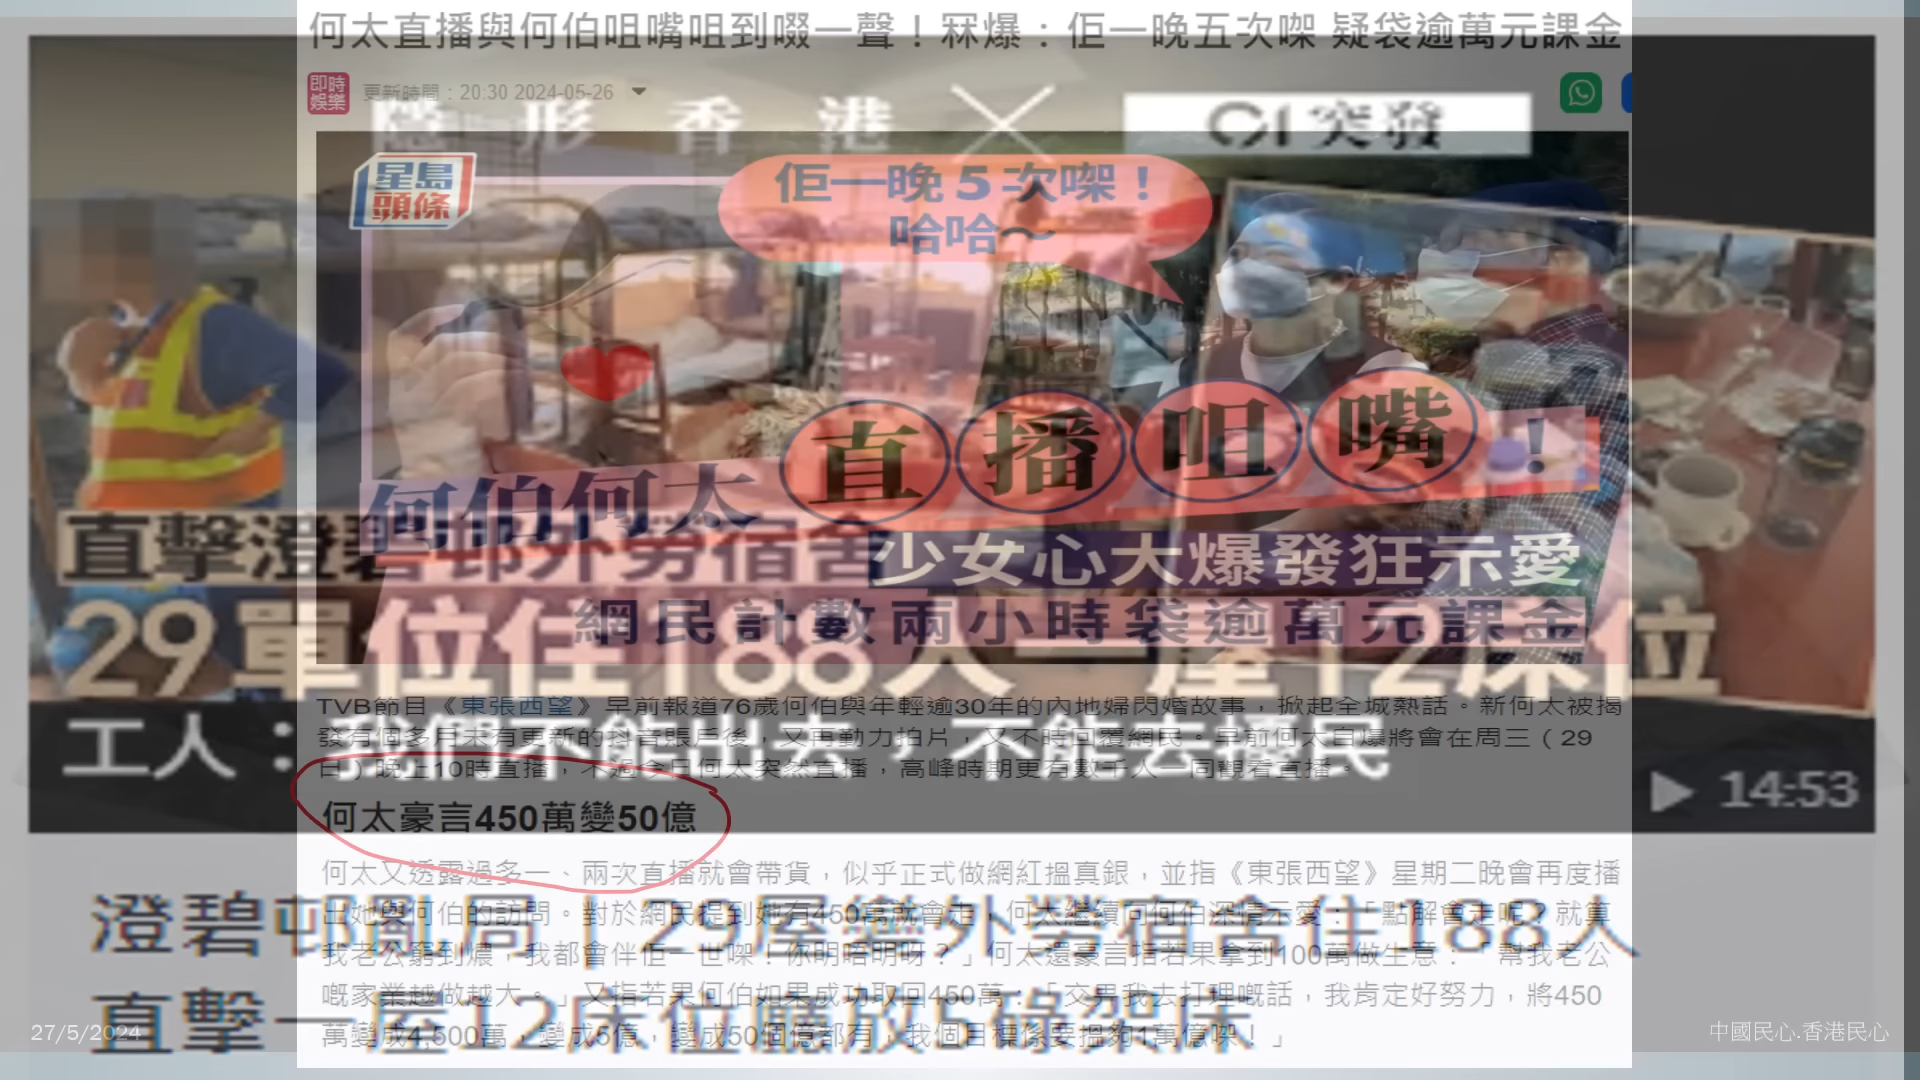 何太直播與何伯咀嘴咀到啜一聲！冧爆：佢一晚五次㗎 疑袋逾萬元課金
即時
娛樂
更新時間：20:30 2024-05-26
隱形香港 × 突發
星島
頭條
佢一晚5次㗎！
哈哈～
何伯何太 直播咀嘴！
少女心大爆發狂示愛
網民計數兩小時袋逾萬元課金
直擊澄碧邨外勞宿舍
29單位住188人一屋12床位
TVB節目《東張西望》早前報道76歲何伯與年輕逾30年的內地婦閃婚故事，掀起全城熱話。新何太被揭
發有個多月未有更新的抖音賬戶後，又再勤力拍片，又不時回覆網民。早前何太自爆將會在周三（29
日）晚上10時直播，不過今日何太突然直播，高峰時期更有數千人一同觀看直播。
工人：我們不能出去，不能去擾民
14:53
何太豪言450萬變50億
何太又透露過多一、兩次直播就會帶貨，似乎正式做網紅搵真銀，並指《東張西望》星期二晚會再度播
出她與何伯的訪問。對於網民提到她有450萬就會走，何太繼續向何伯深情示愛：「點解會走呢？就算
我老公窮到燶，我都會伴佢一世㗎！你明唔明呀？」何太還豪言指若果拿到100萬做生意：「幫我老公
嘅家業越做越大。」又指若果何伯如果成功取回450萬：「交畀我去打理嘅話，我肯定好努力，將450
萬變成4,500萬，變成5億，變成50個億都有，我個目標係要搵夠1萬億㗎！」
澄碧邨亂局｜29屋變外勞宿舍住188人
直擊一屋12床位廳放5碌架床
27/5/2024
中國民心.香港民心